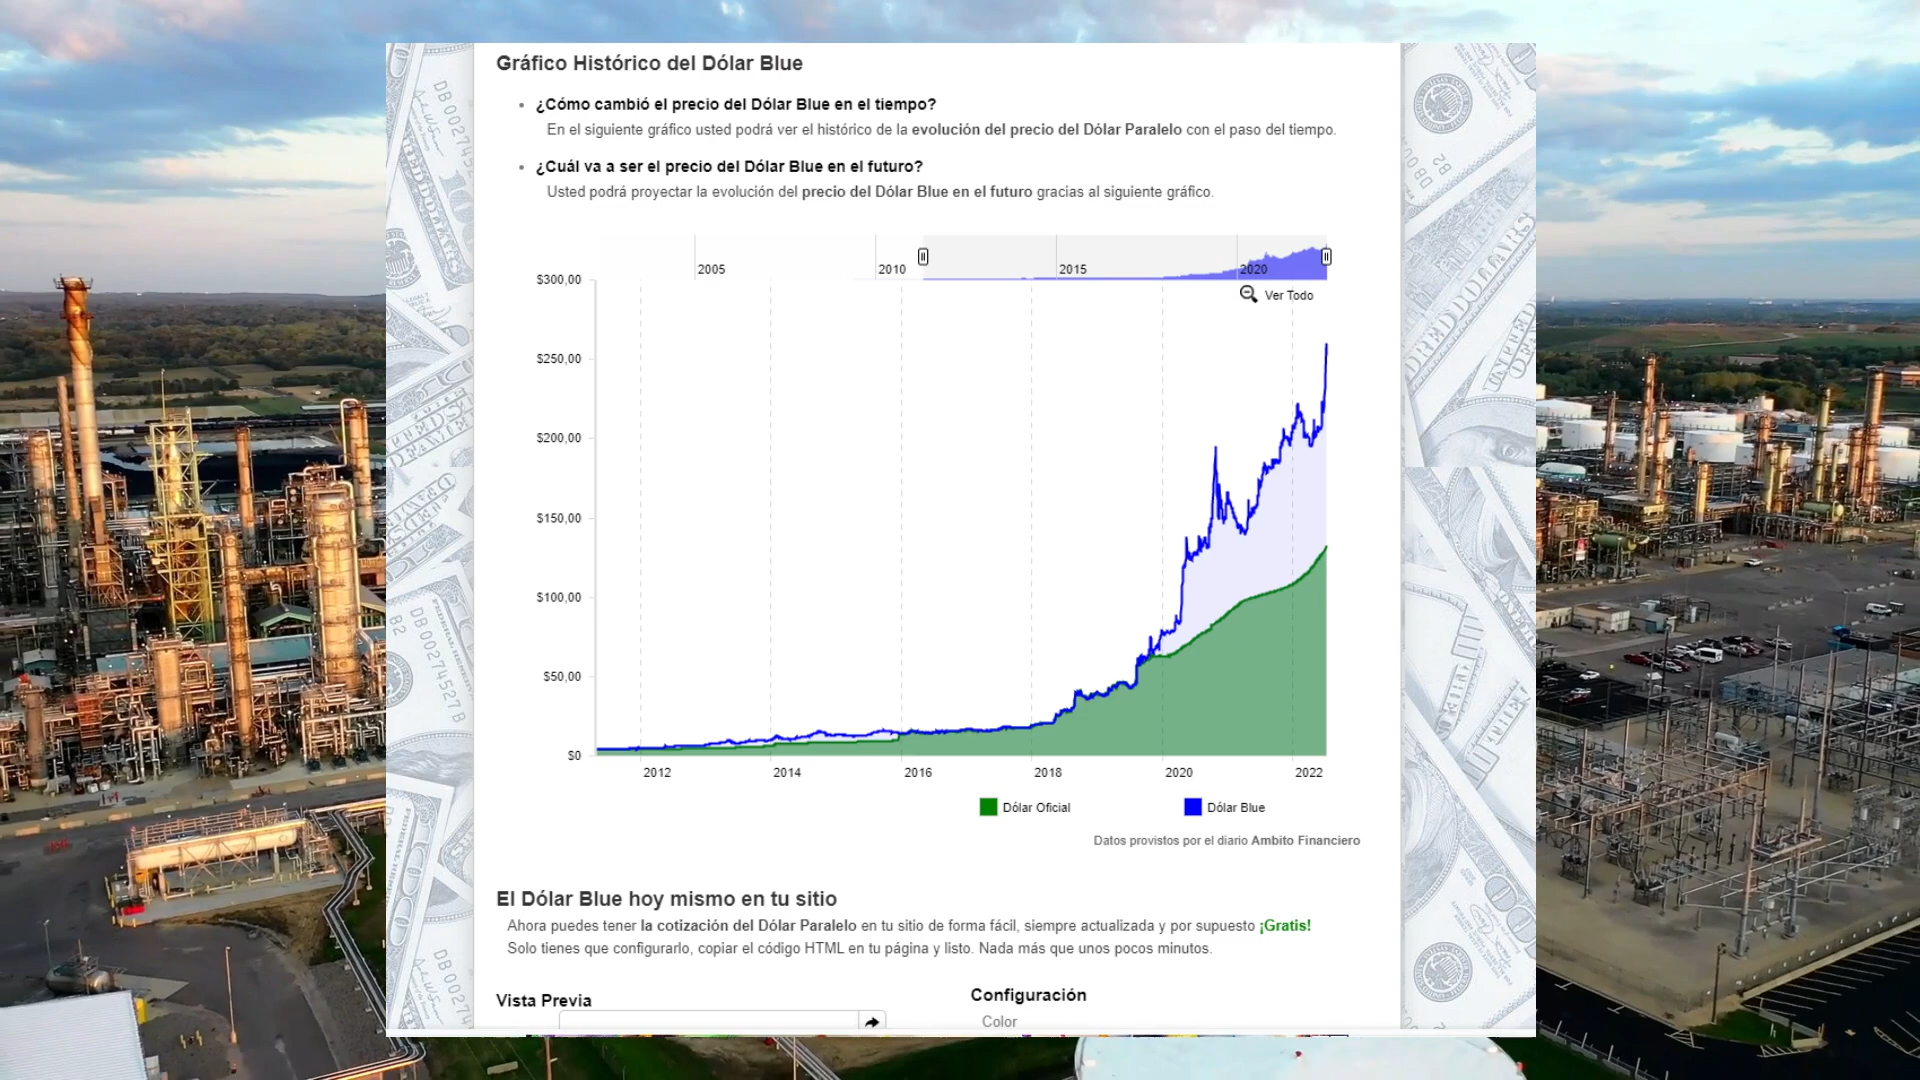 Gráfico Histórico del Dólar Blue
¿Cómo cambió el precio del Dólar Blue en el tiempo?
En el siguiente gráfico usted podrá ver el histórico de la evolución del precio del Dólar Paralelo con el paso del tiempo.
¿Cuál va a ser el precio del Dólar Blue en el futuro?
Usted podrá proyectar la evolución del precio del Dólar Blue en el futuro gracias al siguiente gráfico.
2005 2010 2015 2020
Ver Todo
$300,00
$250,00
$200,00
$150,00
$100,00
$50,00
$0
2012 2014 2016 2018 2020 2022
Dólar Oficial Dólar Blue
Datos provistos por el diario Ambito Financiero
El Dólar Blue hoy mismo en tu sitio
Ahora puedes tener la cotización del Dólar Paralelo en tu sitio de forma fácil, siempre actualizada y por supuesto ¡Gratis!
Solo tienes que configurarlo, copiar el código HTML en tu página y listo. Nada más que unos pocos minutos.
Vista Previa
Configuración
Color